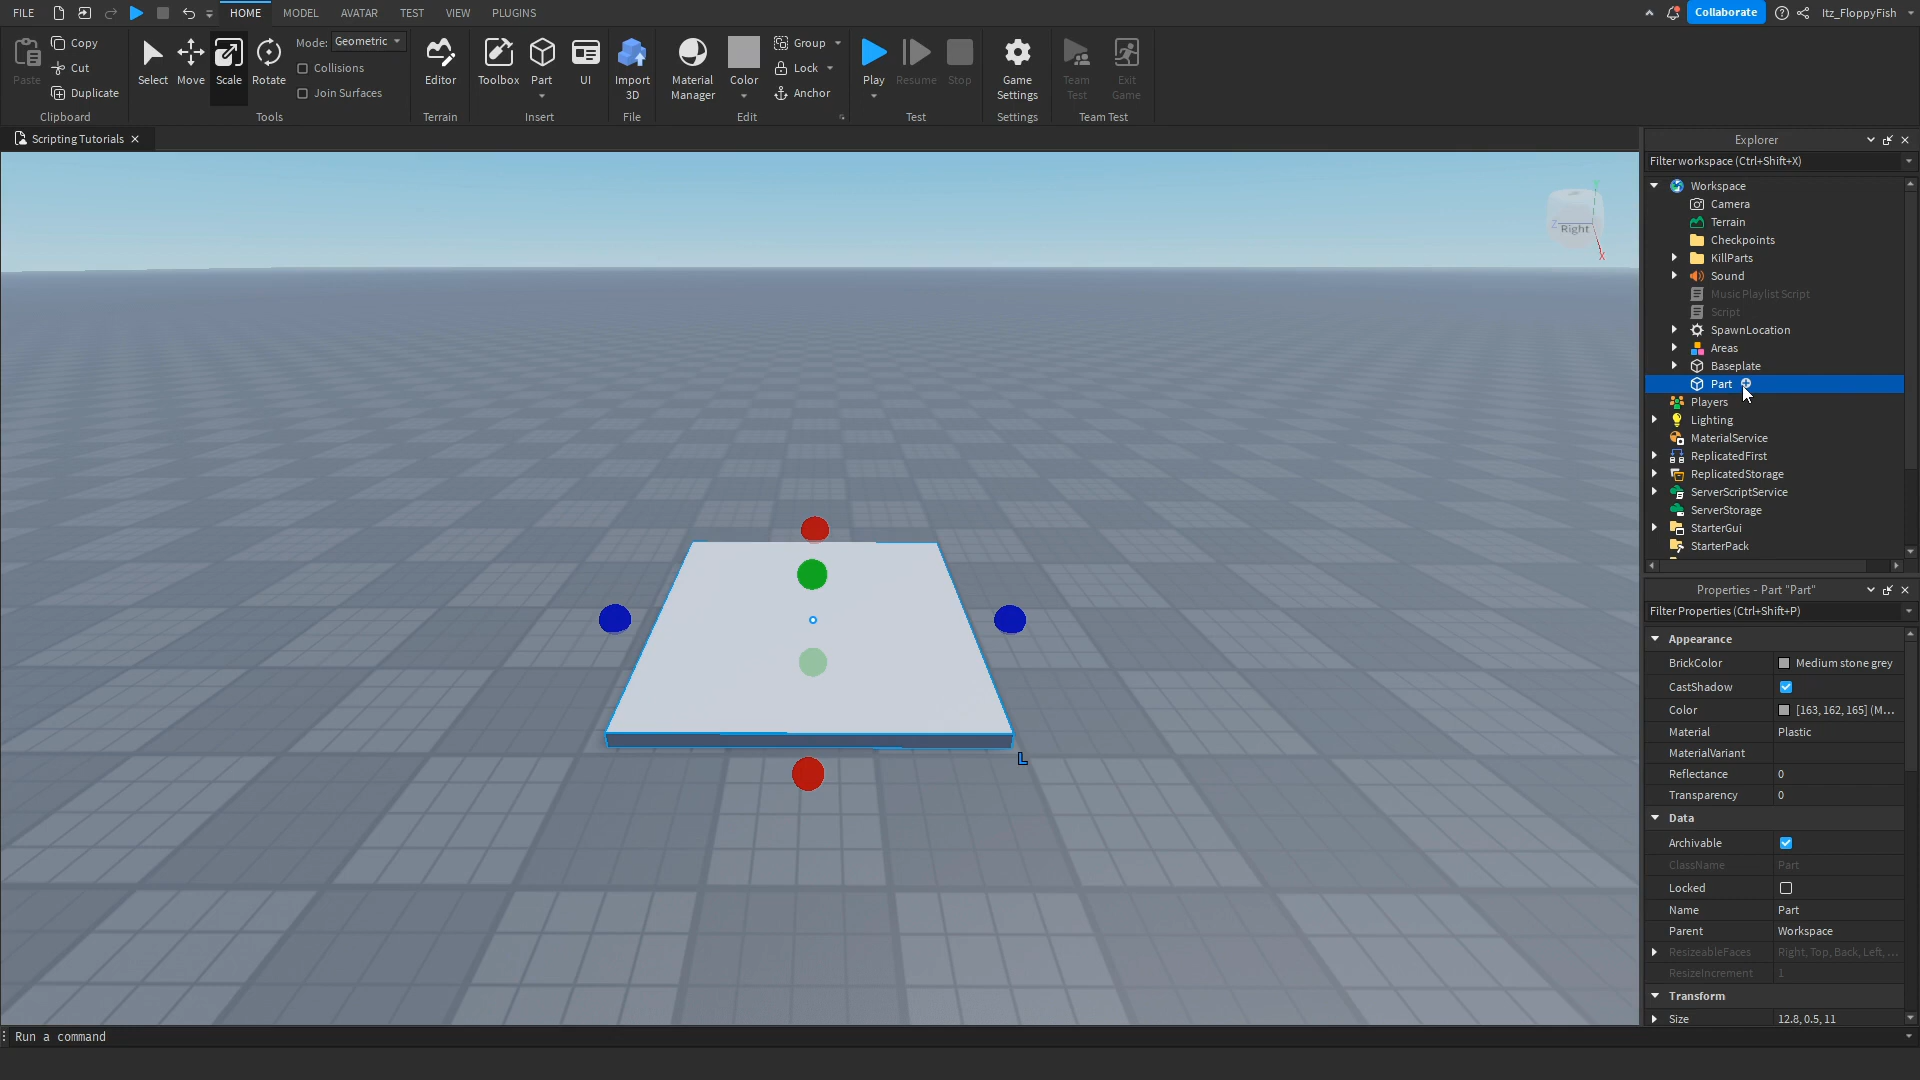 FILE HOME MODEL AVATAR TEST VIEW PLUGINS Collaborate Itz_FloppyFish
Paste Copy Cut Duplicate
Clipboard
Select Move Scale Rotate
Mode: Geometric
Collisions
Join Surfaces
Tools
Editor
Terrain
Toolbox Part UI
Insert
Import
3D
File
Material
Manager
Color
Group
Lock
Anchor
Edit
Play Resume Stop
Test
Game
Settings
Settings
Team
Test
Exit
Game
Team Test
Scripting Tutorials
Right
Z
X
L
Explorer
Filter workspace (Ctrl+Shift+X)
Workspace
Camera
Terrain
Checkpoints
KillParts
Sound
Music Playlist Script
Script
SpawnLocation
Areas
Baseplate
Part
Players
Lighting
MaterialService
ReplicatedFirst
ReplicatedStorage
ServerScriptService
ServerStorage
StarterGui
StarterPack
Properties - Part "Part"
Filter Properties (Ctrl+Shift+P)
Appearance
BrickColor Medium stone grey
CastShadow
Color [163, 162, 165] (M...
Material Plastic
MaterialVariant
Reflectance 0
Transparency 0
Data
Archivable
ClassName Part
Locked
Name Part
Parent Workspace
ResizeableFaces Right, Top, Back, Left, ...
ResizeIncrement 1
Transform
Size 12.8, 0.5, 11
Run a command